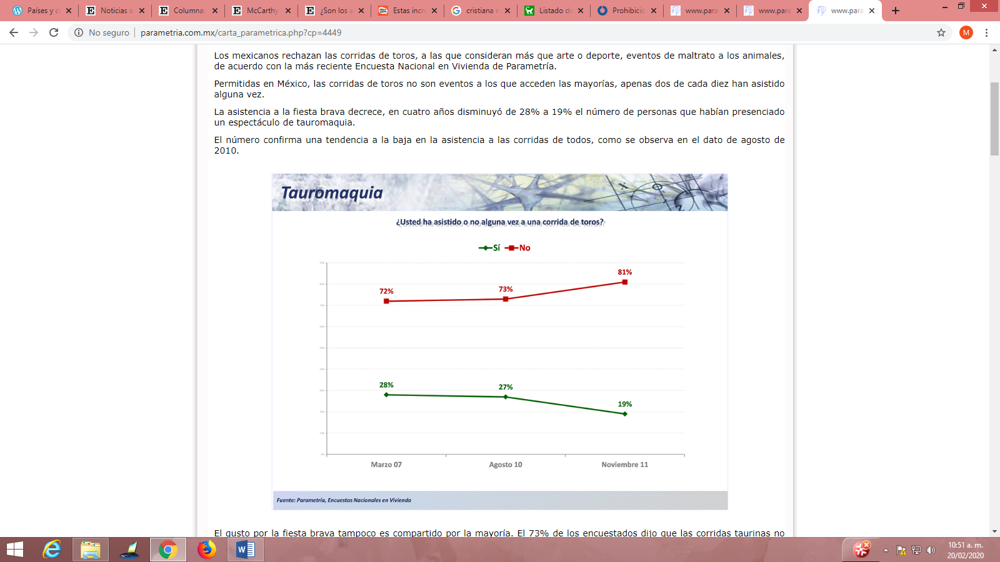 Países y ci
Noticias s
Columna:
McCarthy
¿Son los a
Estas incre
cristiana r
Listado de
Prohibicio
www.para
www.para
www.para
No seguro
parametria.com.mx/carta_parametrica.php?cp=4449
M
Los mexicanos rechazan las corridas de toros, a las que consideran más que arte o deporte, eventos de maltrato a los animales,
de acuerdo con la más reciente Encuesta Nacional en Vivienda de Parametría.
Permitidas en México, las corridas de toros no son eventos a los que acceden las mayorías, apenas dos de cada diez han asistido
alguna vez.
La asistencia a la fiesta brava decrece, en cuatro años disminuyó de 28% a 19% el número de personas que habían presenciado
un espectáculo de tauromaquia.
El número confirma una tendencia a la baja en la asistencia a las corridas de todos, como se observa en el dato de agosto de
2010.
Tauromaquia
¿Usted ha asistido o no alguna vez a una corrida de toros?
Sí No
81%
72% 73%
28% 27%
19%
Marzo 07 Agosto 10 Noviembre 11
Fuente: Parametría, Encuestas Nacionales en Vivienda
El gusto por la fiesta brava tampoco es compartido por la mayoría. El 73% de los encuestados dijo que las corridas taurinas no
10:51 a. m.
20/02/2020